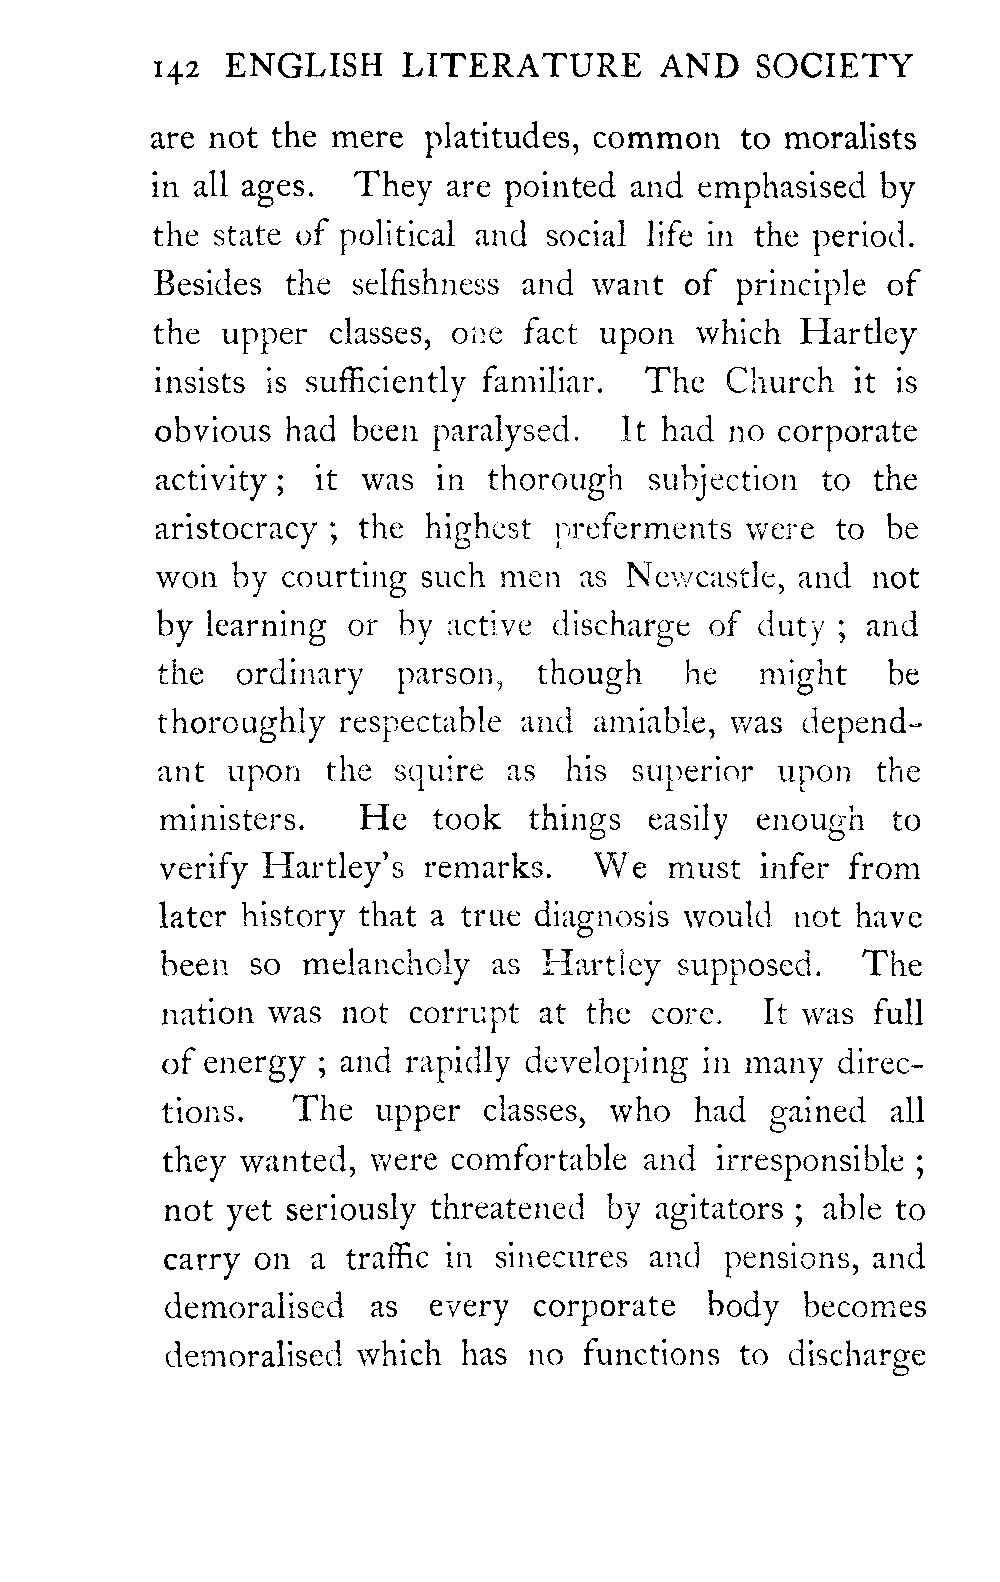 142 ENGLISH LITERATURE AND SOCIETY
are not the mere platitudes, common to moralists
in all ages. They are pointed and emphasised by
the state of political and social life in the period.
Besides the selfishness and want of principle of
the upper classes, one fact upon which Hartley
insists is sufficiently familiar. The Church it is
obvious had been paralysed. It had no corporate
activity ; it was in thorough subjection to the
aristocracy ; the highest preferments were to be
won by courting such men as Newcastle, and not
by learning or by active discharge of duty ; and
the ordinary parson, though he might be
thoroughly respectable and amiable, was depend-
ant upon the squire as his superior upon the
ministers. He took things easily enough to
verify Hartley's remarks. We must infer from
later history that a true diagnosis would not have
been so melancholy as Hartley supposed. The
nation was not corrupt at the core. It was full
of energy ; and rapidly developing in many direc-
tions. The upper classes, who had gained all
they wanted, were comfortable and irresponsible ;
not yet seriously threatened by agitators ; able to
carry on a traffic in sinecures and pensions, and
demoralised as every corporate body becomes
demoralised which has no functions to discharge